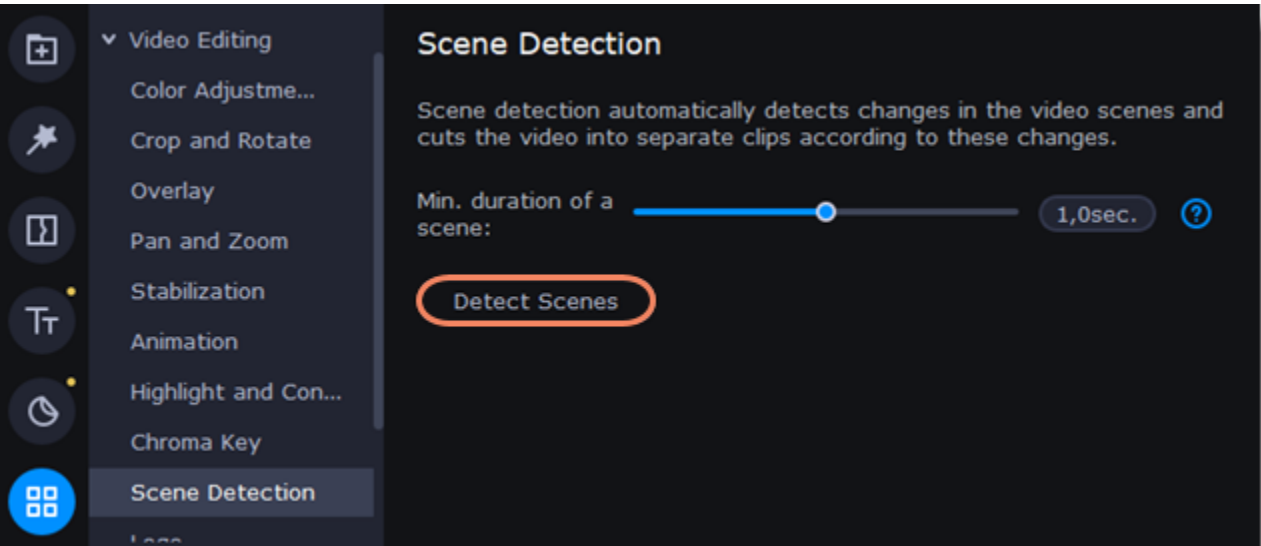 Video Editing
Color Adjustme...
Crop and Rotate
Overlay
Pan and Zoom
Stabilization
Animation
Highlight and Con...
Chroma Key
Scene Detection
Scene Detection
Scene detection automatically detects changes in the video scenes and
cuts the video into separate clips according to these changes.
Min. duration of a
scene:
1,0sec.
?
Detect Scenes
TT